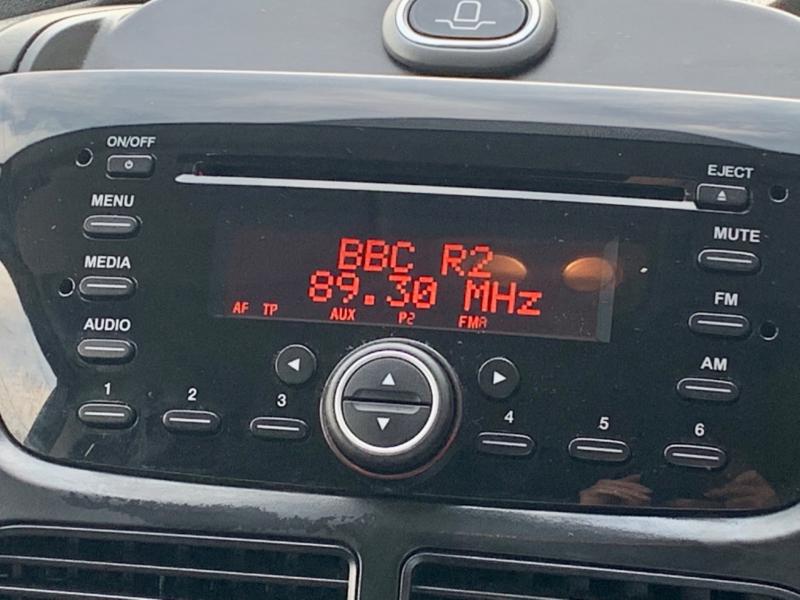 ON/OFF
EJECT
MENU
MUTE
MEDIA
BBC R2
89.30 MHz
FM
AF TP AUX P2 FMA
AUDIO
AM
1 2 3 4 5 6